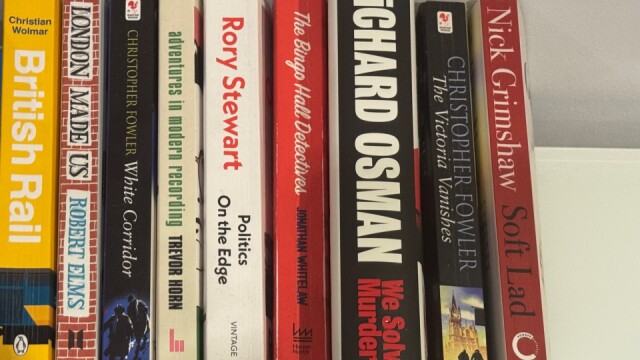 Christian
Wolmar
British Rail
LONDON MADE US
ROBERT ELMS
CHRISTOPHER FOWLER
White Corridor
adventures in modern recording
TREVOR HORN
Rory Stewart
Politics
On the Edge
VINTAGE
The Bingo Hall Detectives
JONATHAN WHITELAW
ICHARD OSMAN
We Solv
Murder
CHRISTOPHER FOWLER
The Victoria Vanishes
Nick Grimshaw
Soft Lad